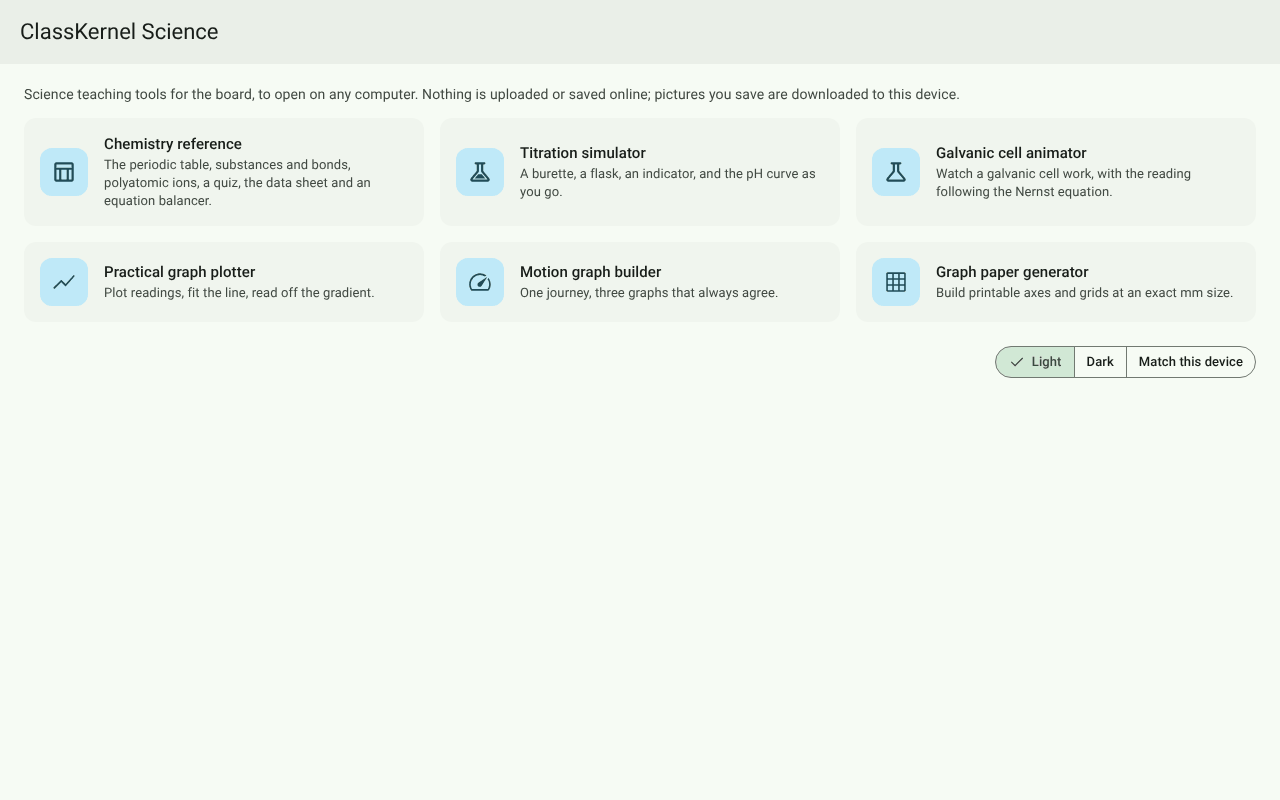 ClassKernel Science
Science teaching tools for the board, to open on any computer. Nothing is uploaded or saved online; pictures you save are downloaded to this device.
Chemistry reference
The periodic table, substances and bonds,
polyatomic ions, a quiz, the data sheet and an
equation balancer.
Titration simulator
A burette, a flask, an indicator, and the pH curve as
you go.
Galvanic cell animator
Watch a galvanic cell work, with the reading
following the Nernst equation.
Practical graph plotter
Plot readings, fit the line, read off the gradient.
Motion graph builder
One journey, three graphs that always agree.
Graph paper generator
Build printable axes and grids at an exact mm size.
Light
Dark
Match this device